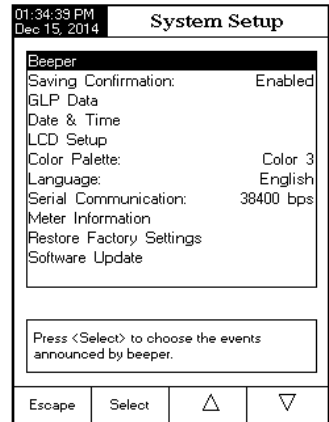 01:34:39 PM
Dec 15, 2014
System Setup
Beeper
Saving Confirmation: Enabled
GLP Data
Date & Time
LCD Setup
Color Palette: Color 3
Language: English
Serial Communication: 38400 bps
Meter Information
Restore Factory Settings
Software Update
Press <Select> to choose the events
announced by beeper.
Escape Select △ ▽